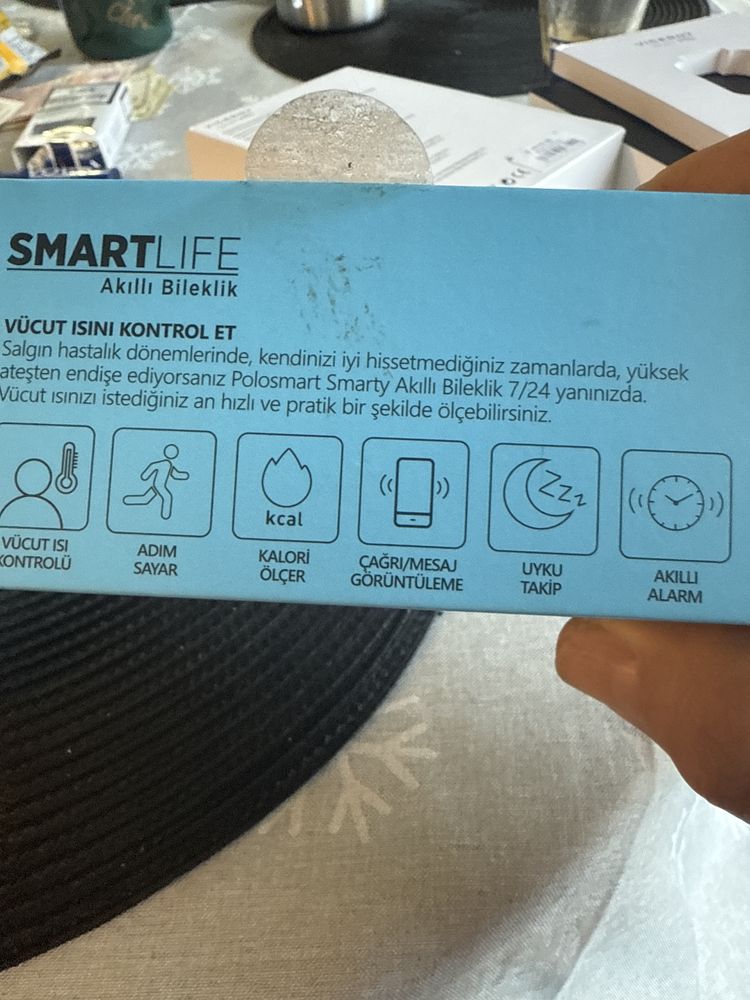 SMARTLIFE
Akıllı Bileklik
VÜCUT ISINI KONTROL ET
Salgın hastalık dönemlerinde, kendinizi iyi hissetmediğiniz zamanlarda, yüksek
ateşten endişe ediyorsanız Polosmart Smarty Akıllı Bileklik 7/24 yanınızda.
Vücut ısınızı istediğiniz an hızlı ve pratik bir şekilde ölçebilirsiniz.
kcal
zzz
VÜCUT ISI
KONTROLÜ
ADIM
SAYAR
KALORİ
ÖLÇER
ÇAĞRI/MESAJ
GÖRÜNTÜLEME
UYKU
TAKİP
AKILLI
ALARM